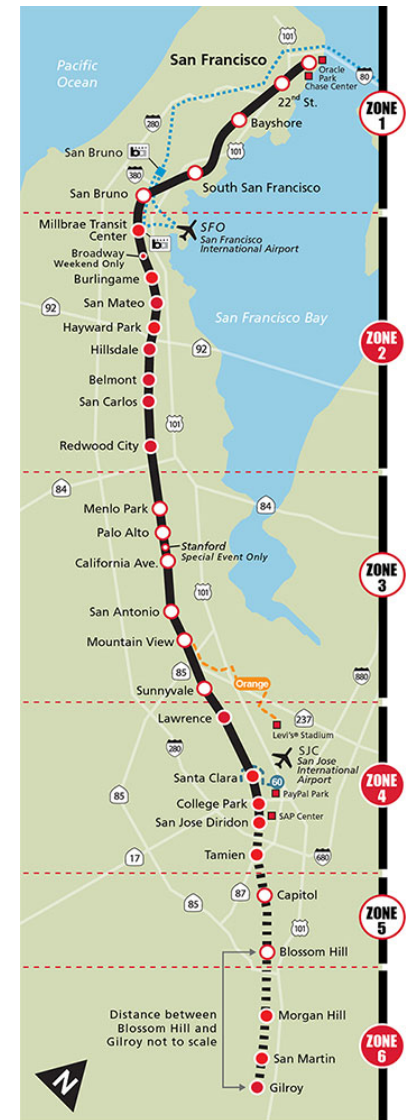 101
San Francisco
Pacific
Ocean
Oracle
Park
Chase Center
80
22nd St.
ZONE
1
280
Bayshore
101
San Bruno
ba
380
South San Francisco
San Bruno
Millbrae Transit
Center
ba
SFO
San Francisco
International Airport
Broadway
Weekend Only
Burlingame
San Mateo
92
San Francisco Bay
Hayward Park
ZONE
2
Hillsdale
92
Belmont
San Carlos
101
Redwood City
84
Menlo Park
84
Palo Alto
Stanford
Special Event Only
California Ave.
ZONE
3
101
San Antonio
Mountain View
85
880
Sunnyvale
Orange
Lawrence
237
Levi's® Stadium
280
SJC
San Jose
International
Airport
Santa Clara
60
PayPal Park
ZONE
4
85
College Park
San Jose Diridon
SAP Center
17
Tamien
680
87
Capitol
85
101
ZONE
5
Blossom Hill
Distance between
Blossom Hill and
Gilroy not to scale
Morgan Hill
ZONE
6
San Martin
N
Gilroy